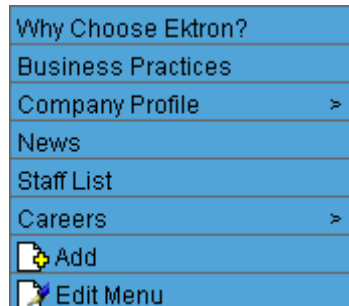 Why Choose Ektron?
Business Practices
Company Profile >
News
Staff List
Careers >
Add
Edit Menu